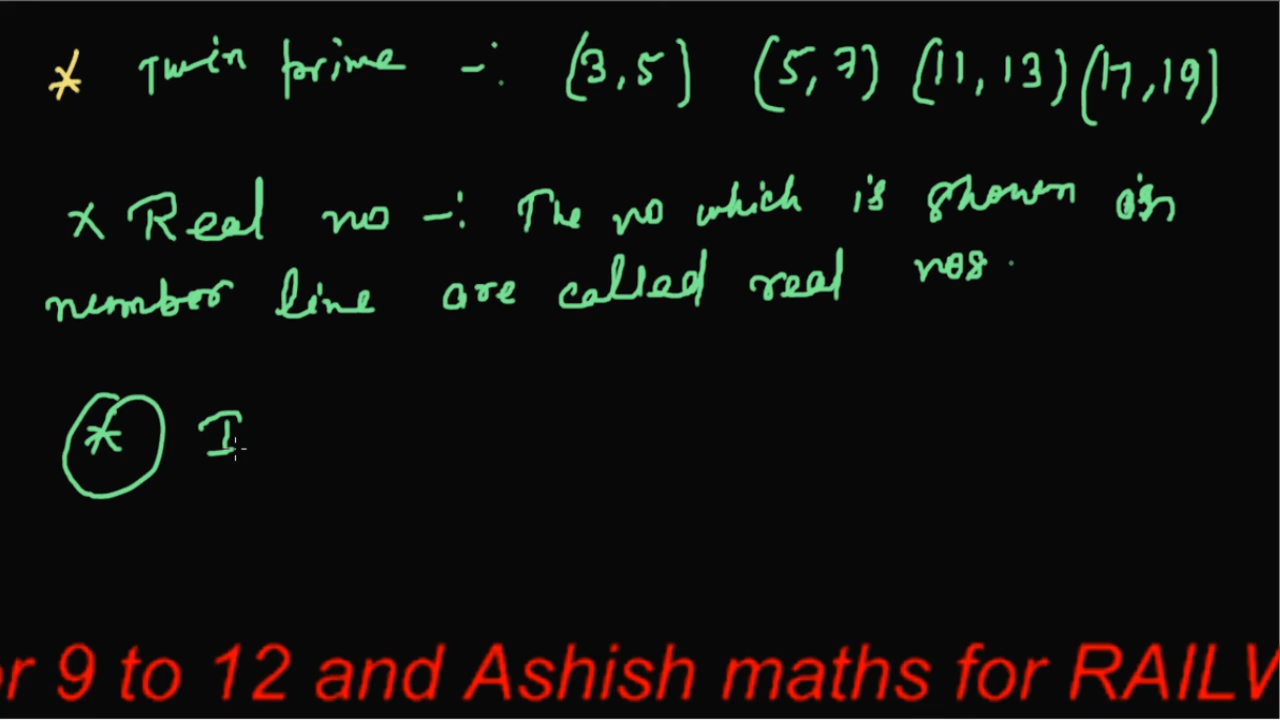 * Twin prime -: (3,5) (5,7) (11,13) (17,19)
* Real no -: The no which is shown on
number line are called real nos.
* I
or 9 to 12 and Ashish maths for RAILW